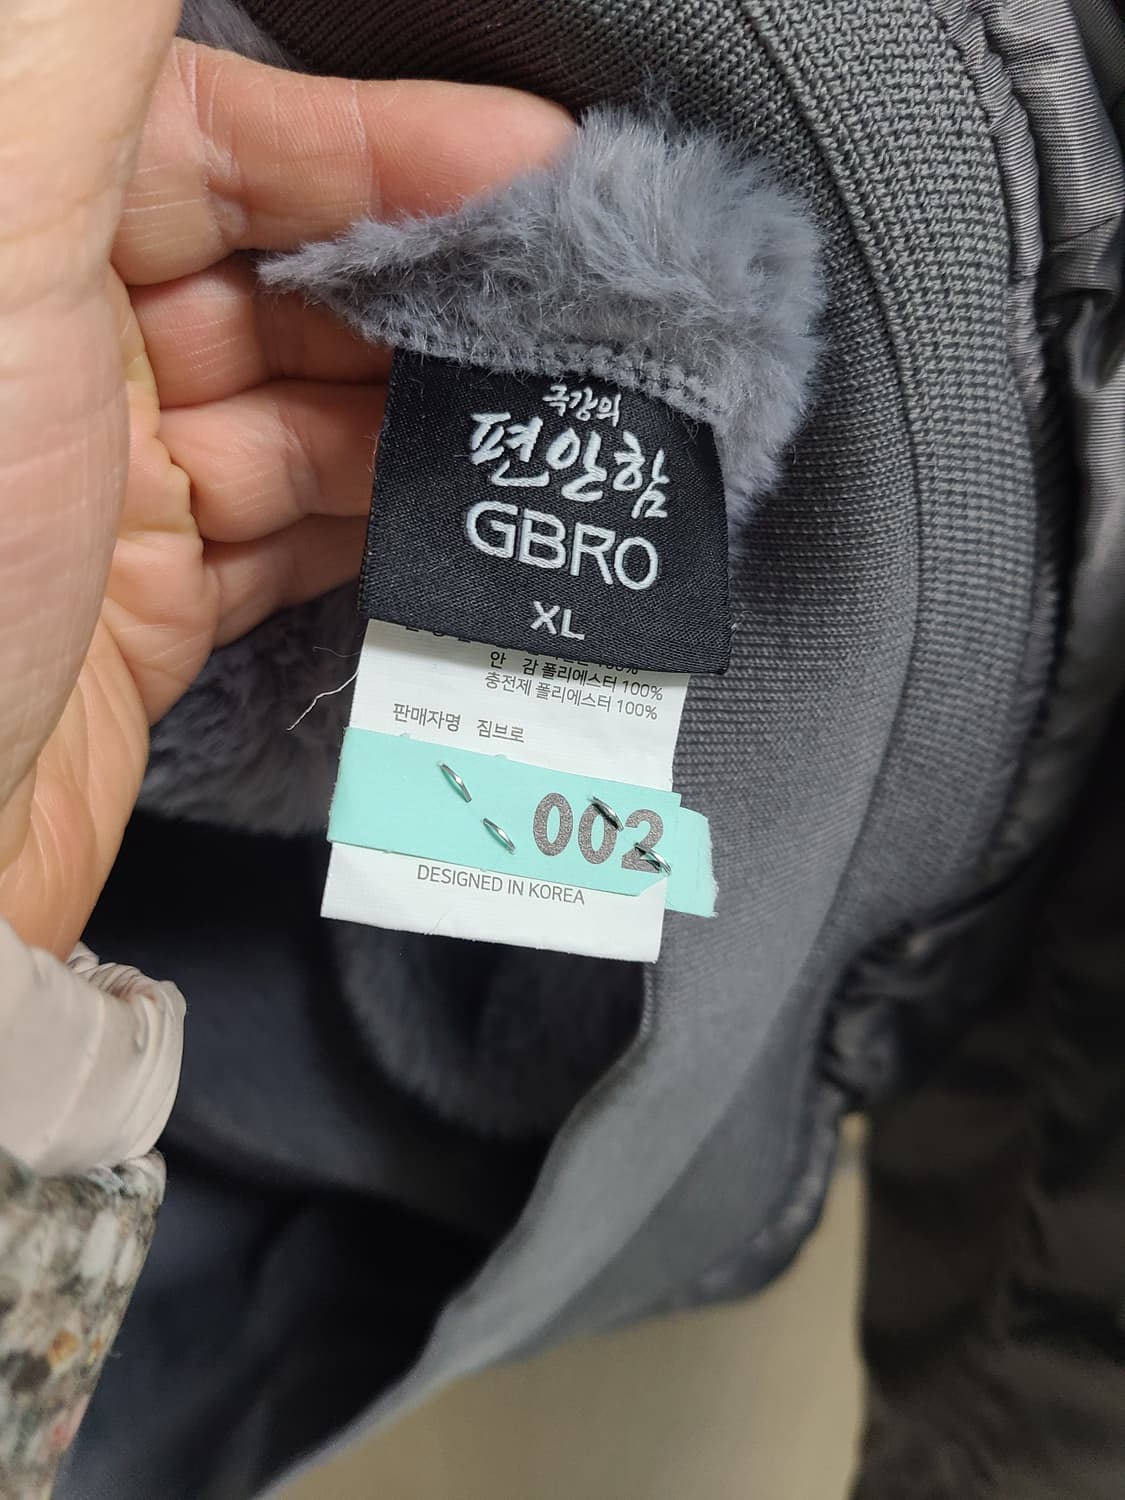 극강의
편안함
GBRO
XL
100%
안 감 폴리에스터 100%
충전제 폴리에스터 100%
판매자명 짐브로
002
DESIGNED IN KOREA